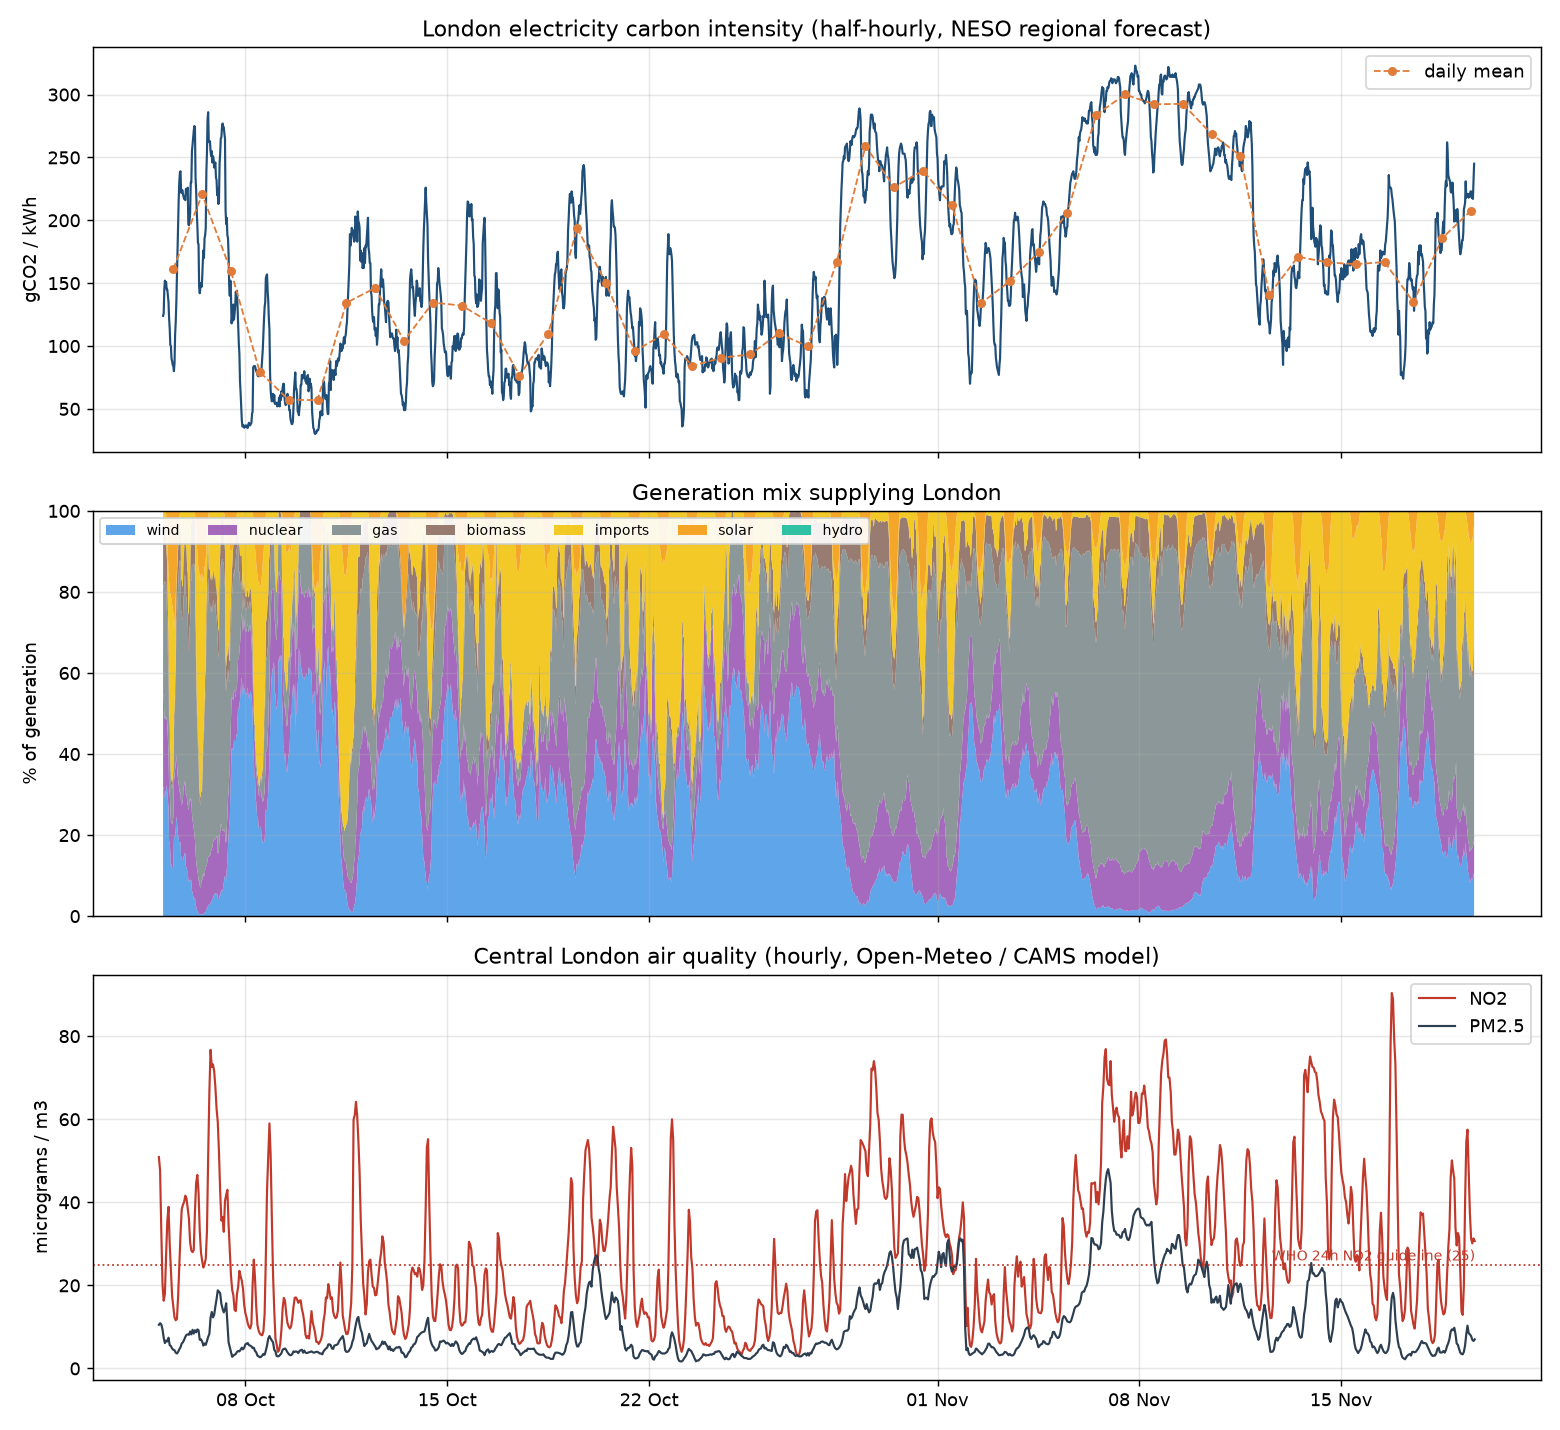 London electricity carbon intensity (half-hourly, NESO regional forecast)
daily mean
gCO2 / kWh
300
250
200
150
100
50
Generation mix supplying London
wind nuclear gas biomass imports solar hydro
% of generation
100
80
60
40
20
0
Central London air quality (hourly, Open-Meteo / CAMS model)
NO2
PM2.5
micrograms / m3
80
60
40
20
0
WHO 24h NO2 guideline (25)
08 Oct 15 Oct 22 Oct 01 Nov 08 Nov 15 Nov